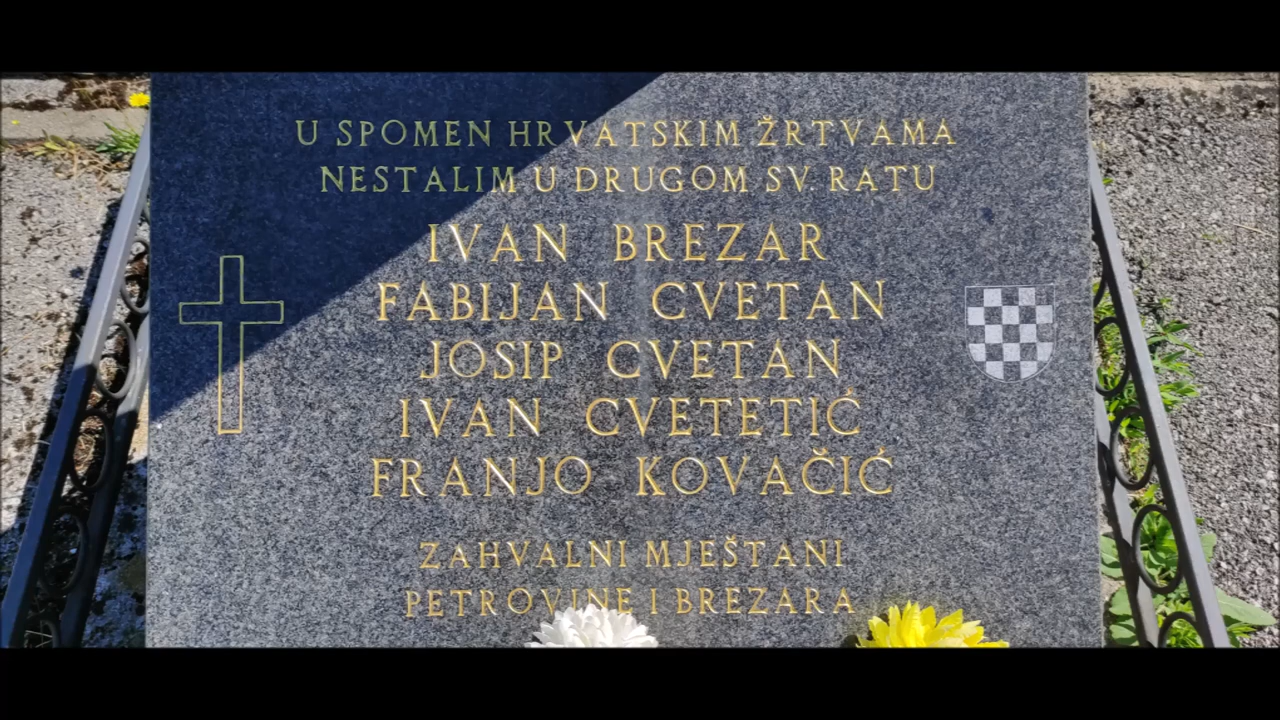 U SPOMEN HRVATSKIM ŽRTVAMA
NESTALIM U DRUGOM SV. RATU
IVAN BREZAR
FABIJAN CVETAN
JOSIP CVETAN
IVAN CVETETIĆ
FRANJO KOVAČIĆ
ZAHVALNI MJEŠTANI
PETROVINE I BREZARA